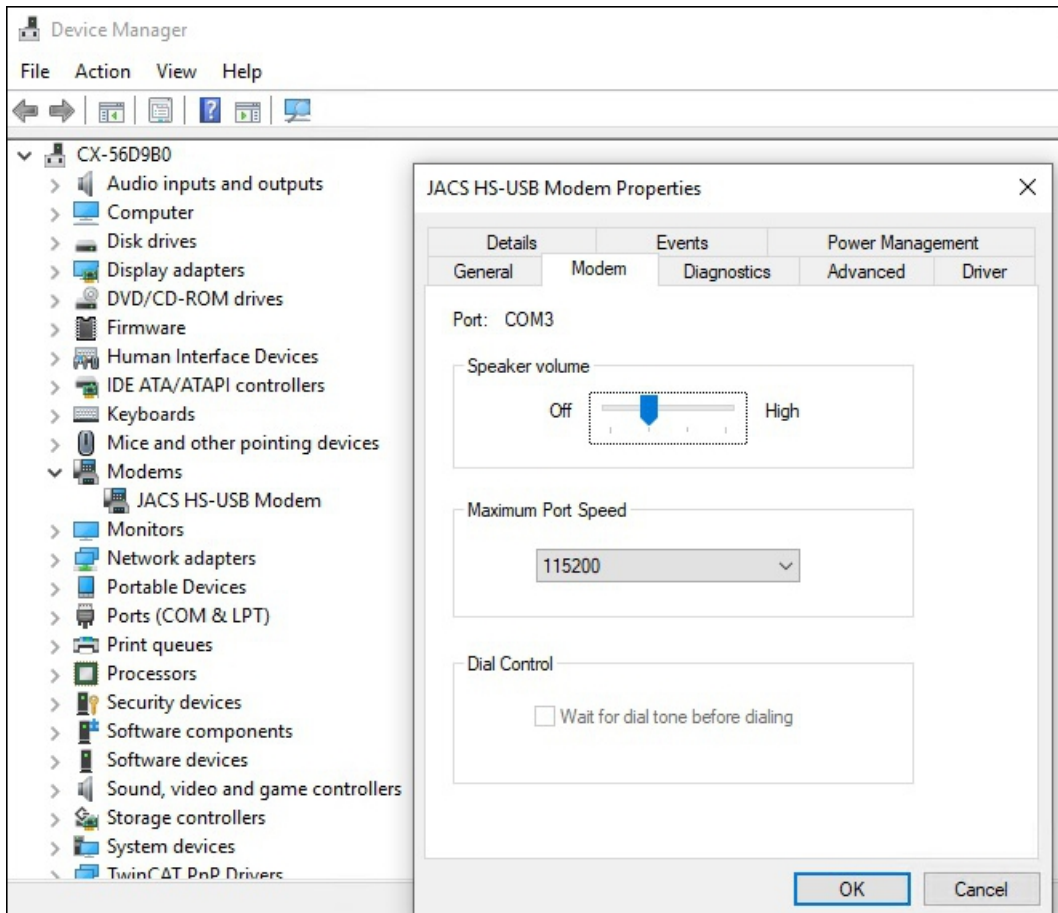 Device Manager
File Action View Help
CX-56D9B0
Audio inputs and outputs
Computer
Disk drives
Display adapters
DVD/CD-ROM drives
Firmware
Human Interface Devices
IDE ATA/ATAPI controllers
Keyboards
Mice and other pointing devices
Modems
JACS HS-USB Modem
Monitors
Network adapters
Portable Devices
Ports (COM & LPT)
Print queues
Processors
Security devices
Software components
Software devices
Sound, video and game controllers
Storage controllers
System devices
TwinCAT PnP Drivers
JACS HS-USB Modem Properties
Details Events Power Management
General Modem Diagnostics Advanced Driver
Port: COM3
Speaker volume
Off High
Maximum Port Speed
115200
Dial Control
Wait for dial tone before dialing
OK Cancel